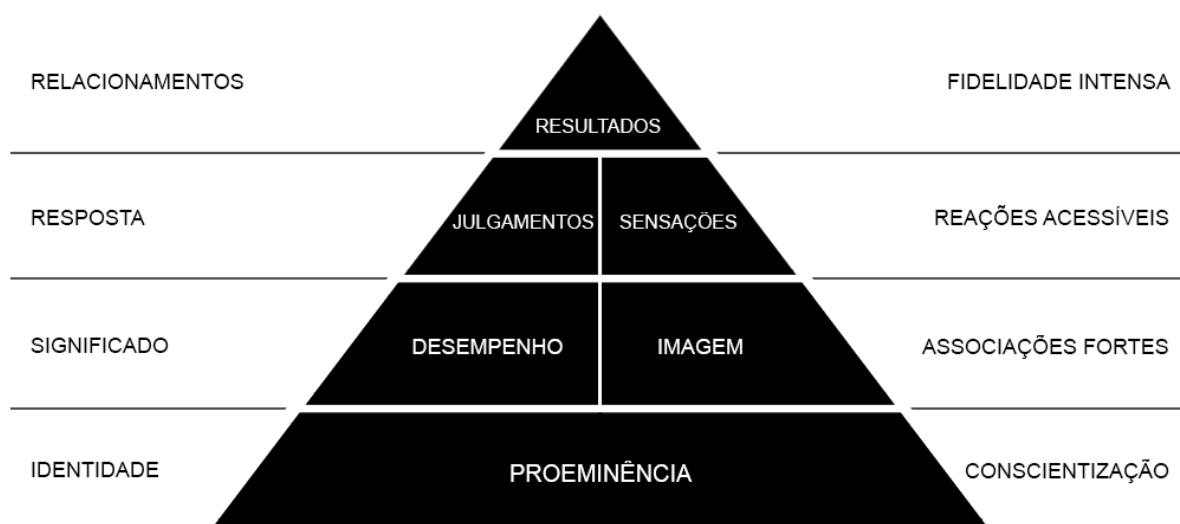 RELACIONAMENTOS
FIDELIDADE INTENSA
RESULTADOS
RESPOSTA
JULGAMENTOS
SENSAÇÕES
REAÇÕES ACESSÍVEIS
SIGNIFICADO
DESEMPENHO
IMAGEM
ASSOCIAÇÕES FORTES
IDENTIDADE
PROEMINÊNCIA
CONSCIENTIZAÇÃO